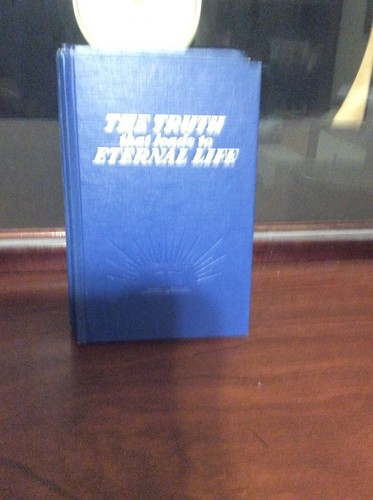 THE TRUTH
that leads to
ETERNAL LIFE